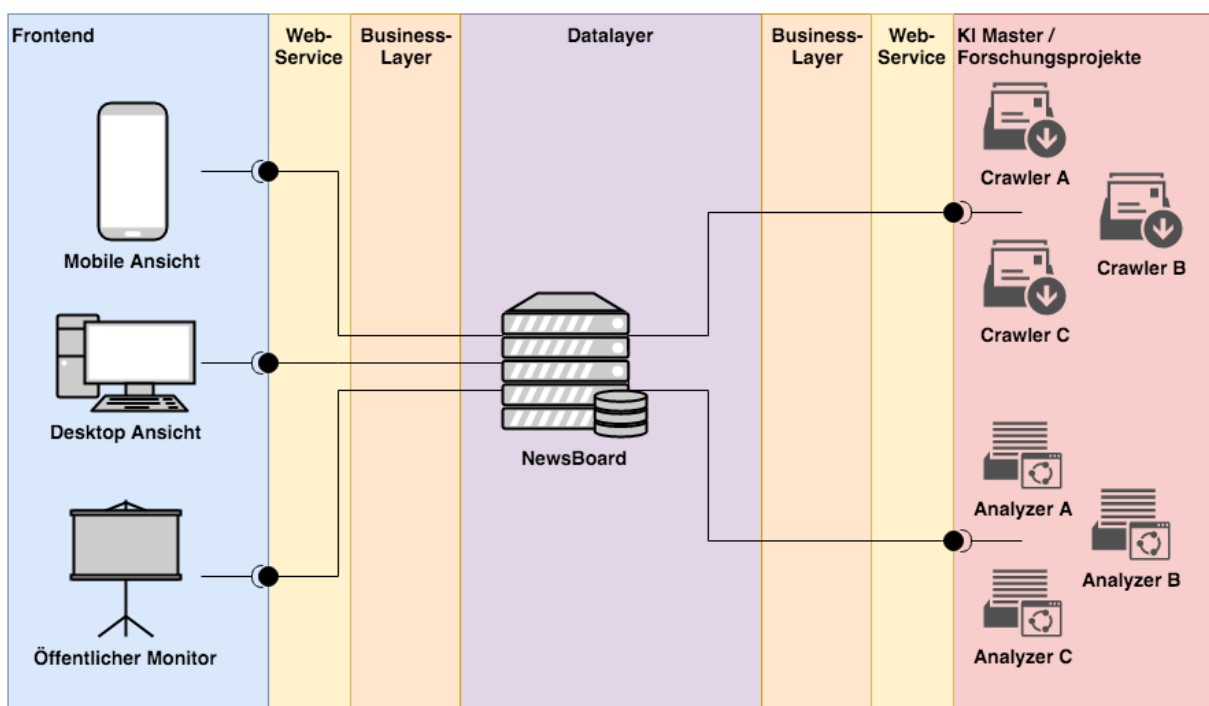 Frontend
Web-
Service
Business-
Layer
Datalayer
Business-
Layer
Web-
Service
KI Master /
Forschungsprojekte
Mobile Ansicht
Desktop Ansicht
Öffentlicher Monitor
NewsBoard
Crawler A
Crawler B
Crawler C
Analyzer A
Analyzer B
Analyzer C